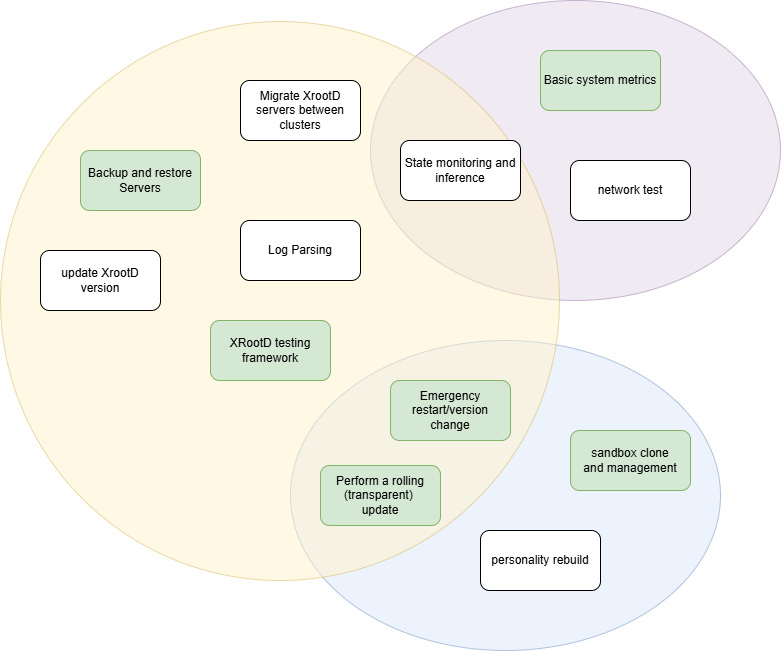 Basic system metrics
Migrate XrootD
servers between
clusters
State monitoring and
inference
Backup and restore
Servers
network test
Log Parsing
update XrootD
version
XRootD testing
framework
Emergency
restart/version
change
sandbox clone
and management
Perform a rolling
(transparent)
update
personality rebuild